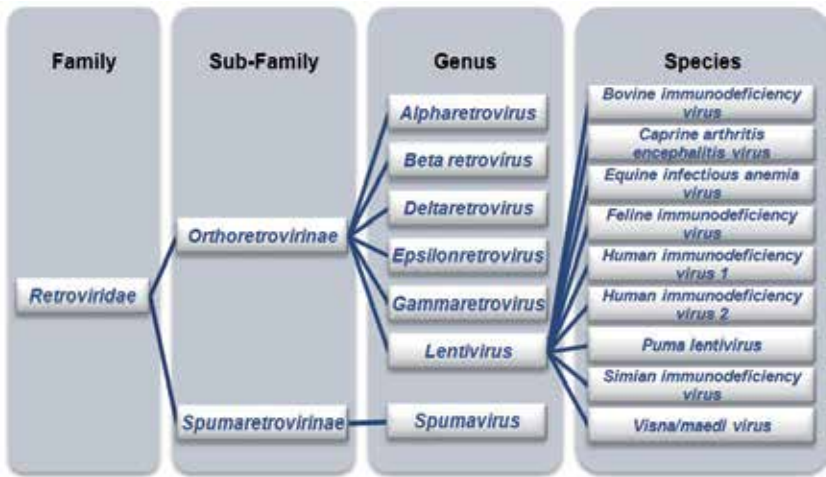 Family
Sub-Family
Genus
Species
Retroviridae
Orthoretrovirinae
Spumaretrovirinae
Alpharetrovirus
Beta retrovirus
Deltaretrovirus
Epsilonretrovirus
Gammaretrovirus
Lentivirus
Spumavirus
Bovine immunodeficiency
virus
Caprine arthritis
encephalitis virus
Equine infectious anemia
virus
Feline immunodeficiency
virus
Human immunodeficiency
virus 1
Human immunodeficiency
virus 2
Puma lentivirus
Simian immunodeficiency
virus
Visna/maedi virus